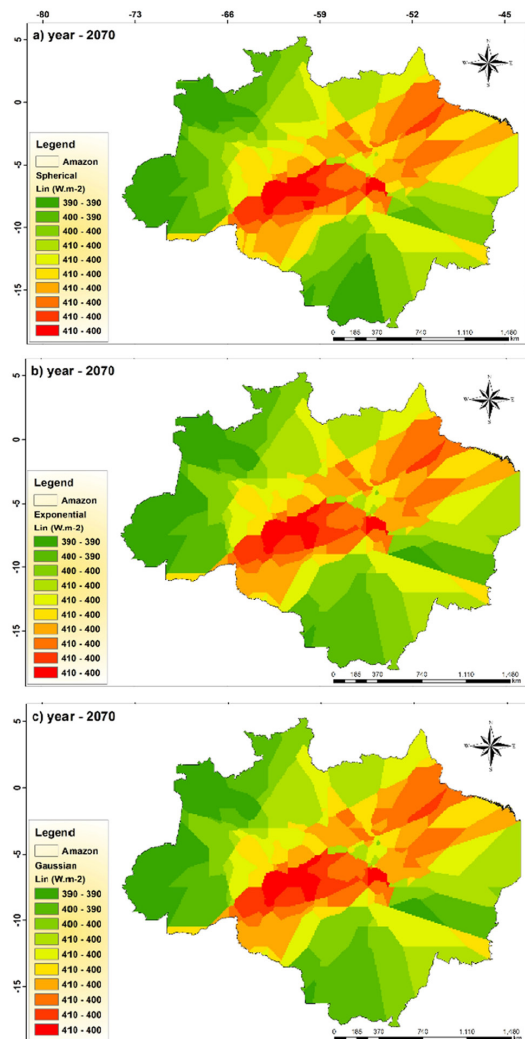 -80 -73 -66 -59 -52 -45
a) year - 2070
N
W E
S
5
0
-5
-10
-15
Legend
Amazon
Spherical
Lin (W.m-2)
390 - 390
400 - 390
400 - 400
410 - 400
410 - 400
410 - 400
410 - 400
410 - 400
410 - 400
410 - 400
0 185 370 740 1.110 1.480
km
b) year - 2070
N
W E
S
5
0
-5
-10
-15
Legend
Amazon
Exponential
Lin (W.m-2)
390 - 390
400 - 390
400 - 400
410 - 400
410 - 400
410 - 400
410 - 400
410 - 400
410 - 400
410 - 400
0 185 370 740 1.110 1.480
km
c) year - 2070
N
W E
S
5
0
-5
-10
-15
Legend
Amazon
Gaussian
Lin (W.m-2)
390 - 390
400 - 390
400 - 400
410 - 400
410 - 400
410 - 400
410 - 400
410 - 400
410 - 400
410 - 400
0 185 370 740 1.110 1.480
km